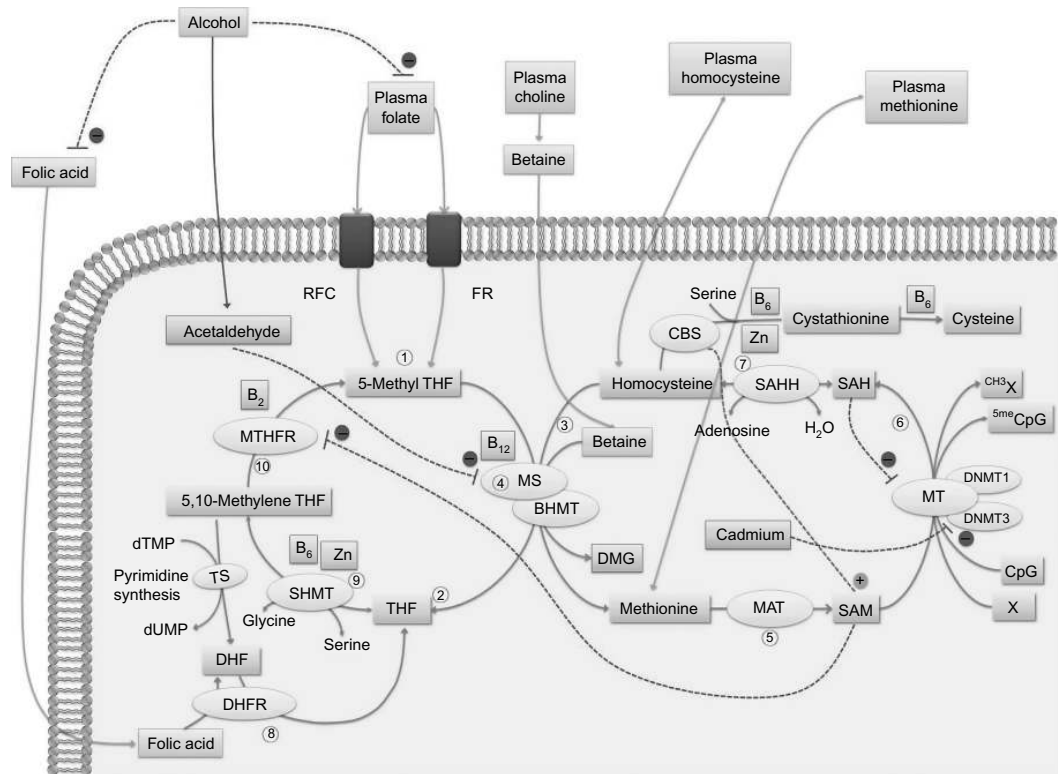 Alcohol
−
Plasma
folate
−
Folic acid
Plasma
choline
Betaine
Plasma
homocysteine
Plasma
methionine
RFC
FR
Acetaldehyde
1
5-Methyl THF
B2
MTHFR
10
−
5,10-Methylene THF
dTMP
Pyrimidine
synthesis
TS
dUMP
B6
Zn
SHMT
9
Glycine
Serine
THF
2
DHF
DHFR
8
Folic acid
B12
−
4
MS
BHMT
3
Betaine
DMG
Homocysteine
CBS
Serine
B6
Zn
7
Cystathionine
B6
Cysteine
SAHH
Adenosine
H2O
SAH
−
6
CH3X
5meCpG
MT
DNMT1
DNMT3
−
Cadmium
CpG
X
Methionine
MAT
5
+
SAM